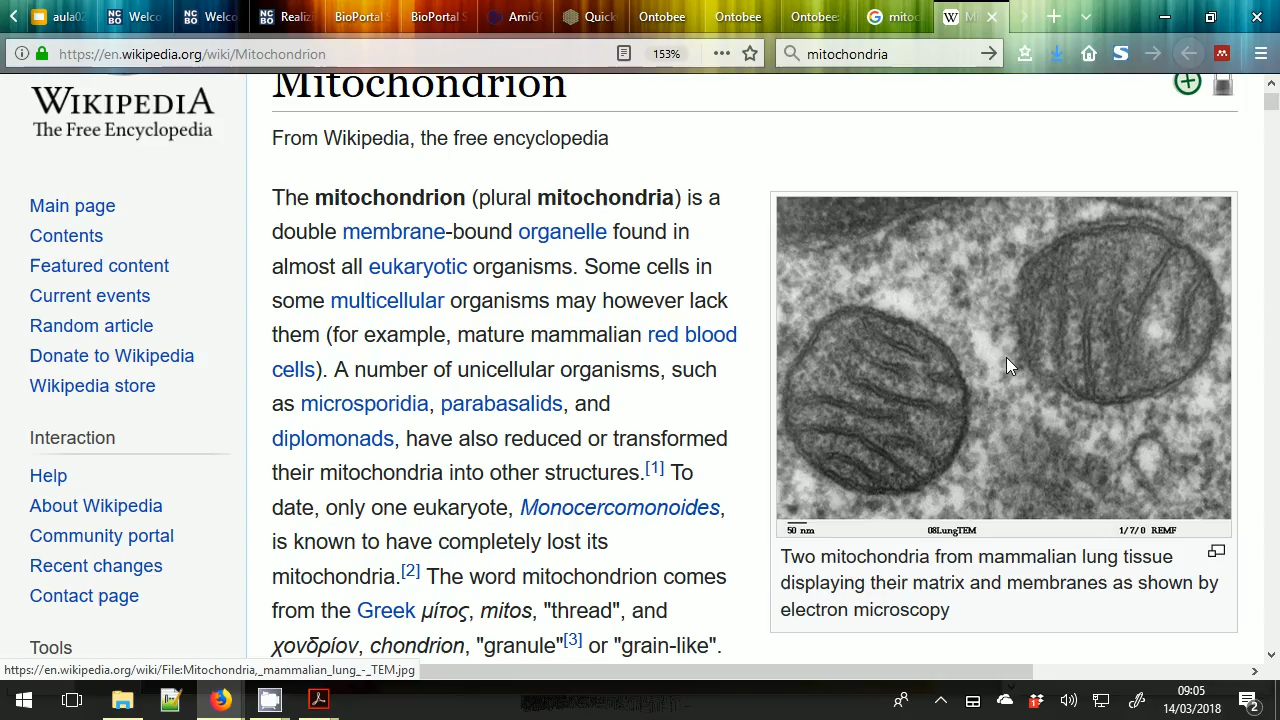 aula02
NC BO Welco
NC BO Welco
NC BO Realizi
BioPortal S
BioPortal S
AmiG
Quick
Ontobee
Ontobee
Ontobee:
mitoc
W Mi
https://en.wikipedia.org/wiki/Mitochondrion
153%
mitochondria
Mitochondrion
WIKIPEDIA
The Free Encyclopedia
From Wikipedia, the free encyclopedia
Main page
Contents
Featured content
Current events
Random article
Donate to Wikipedia
Wikipedia store
Interaction
Help
About Wikipedia
Community portal
Recent changes
Contact page
Tools
The mitochondrion (plural mitochondria) is a
double membrane-bound organelle found in
almost all eukaryotic organisms. Some cells in
some multicellular organisms may however lack
them (for example, mature mammalian red blood
cells). A number of unicellular organisms, such
as microsporidia, parabasalids, and
diplomonads, have also reduced or transformed
their mitochondria into other structures.[1] To
date, only one eukaryote, Monocercomonoides,
is known to have completely lost its
mitochondria.[2] The word mitochondrion comes
from the Greek μίτος, mitos, "thread", and
χονδρίον, chondrion, "granule"[3] or "grain-like".
50 nm 08LungTEM 1/7/0 REMF
Two mitochondria from mammalian lung tissue
displaying their matrix and membranes as shown by
electron microscopy
https://en.wikipedia.org/wiki/File:Mitochondria,_mammalian_lung_-_TEM.jpg
09:05
14/03/2018
2